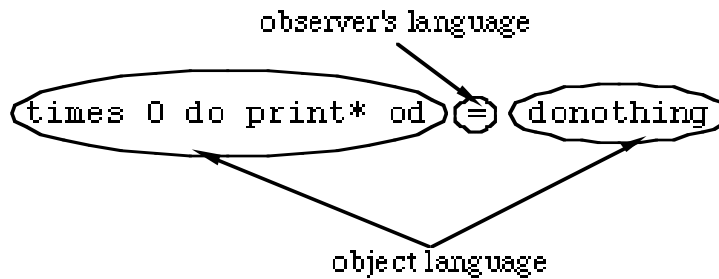 observer's language
times 0 do print* od = donothing
object language